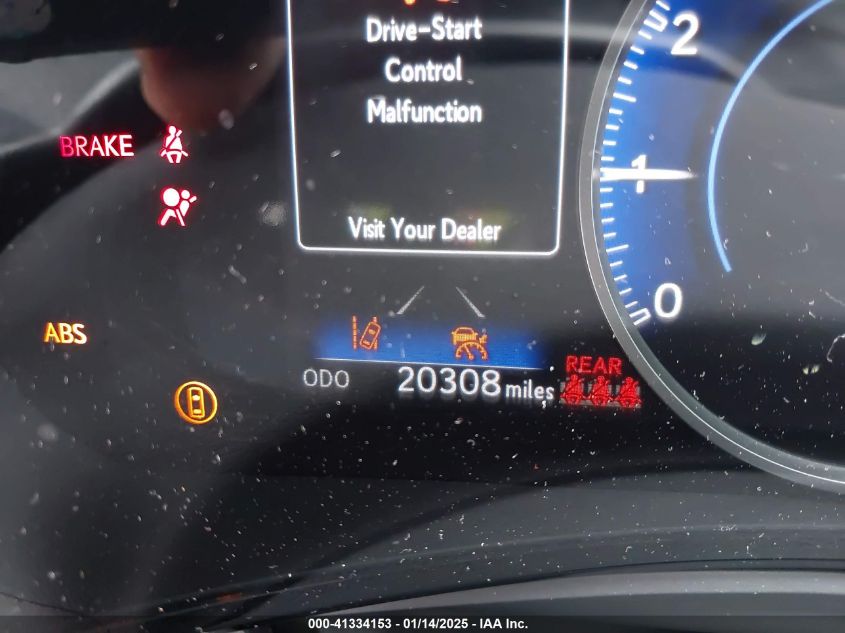 Drive-Start
Control
Malfunction
Visit Your Dealer
BRAKE
ABS
ODO 20308 miles
REAR
2
1
0
000-41334153 - 01/14/2025 - IAA Inc.